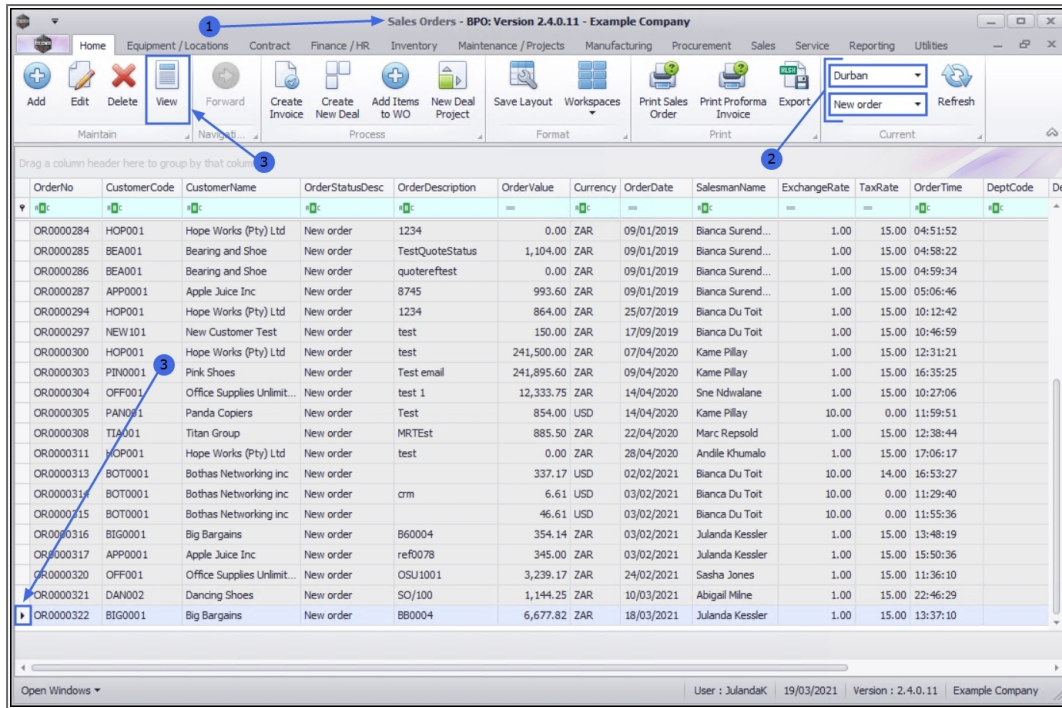 1
Sales Orders - BPO: Version 2.4.0.11 - Example Company
Home Equipment / Locations Contract Finance / HR Inventory Maintenance / Projects Manufacturing Procurement Sales Service Reporting Utilities
Add Edit Delete View Forward Create Invoice Create New Deal Add Items to WO New Deal Project Save Layout Workspaces Print Sales Order Print Proforma Invoice Export Durban New order Refresh
Maintain Navigati... Process Format Print Current
3 2
Drag a column header here to group by that colum
OrderNo CustomerCode CustomerName OrderStatusDesc OrderDescription OrderValue Currency OrderDate SalesmanName ExchangeRate TaxRate OrderTime DeptCode De
OR0000284 HOP001 Hope Works (Pty) Ltd New order 1234 0.00 ZAR 09/01/2019 Bianca Surend... 1.00 15.00 04:51:52
OR0000285 BEA001 Bearing and Shoe New order TestQuoteStatus 1,104.00 ZAR 09/01/2019 Bianca Surend... 1.00 15.00 04:58:22
OR0000286 BEA001 Bearing and Shoe New order quotereftest 0.00 ZAR 09/01/2019 Bianca Surend... 1.00 15.00 04:59:34
OR0000287 APP0001 Apple Juice Inc New order 8745 993.60 ZAR 09/01/2019 Bianca Surend... 1.00 15.00 05:06:46
OR0000294 HOP001 Hope Works (Pty) Ltd New order 1234 864.00 ZAR 25/07/2019 Bianca Du Toit 1.00 15.00 10:12:42
OR0000297 NEW101 New Customer Test New order test 150.00 ZAR 17/09/2019 Bianca Du Toit 1.00 15.00 10:46:59
OR0000300 HOP001 Hope Works (Pty) Ltd New order test 241,500.00 ZAR 07/04/2020 Kame Pillay 1.00 15.00 12:31:21
3
OR0000303 PIN0001 Pink Shoes New order Test email 241,895.60 ZAR 09/04/2020 Kame Pillay 1.00 15.00 16:35:25
OR0000304 OFF001 Office Supplies Unlimit... New order test 1 12,333.75 ZAR 14/04/2020 Sne Ndwalane 1.00 15.00 10:27:06
OR0000305 PAN001 Panda Copiers New order Test 854.00 USD 14/04/2020 Kame Pillay 10.00 0.00 11:59:51
OR0000308 TIA001 Titan Group New order MRTEst 885.50 ZAR 22/04/2020 Marc Repsold 1.00 15.00 12:38:44
OR0000311 HOP001 Hope Works (Pty) Ltd New order test 0.00 ZAR 28/04/2020 Andile Khumalo 1.00 15.00 17:06:17
OR0000313 BOT0001 Bothas Networking inc New order 337.17 USD 02/02/2021 Bianca Du Toit 10.00 14.00 16:53:27
OR0000314 BOT0001 Bothas Networking inc New order crm 6.61 USD 03/02/2021 Bianca Du Toit 10.00 0.00 11:29:40
OR0000315 BOT0001 Bothas Networking inc New order 46.61 USD 03/02/2021 Bianca Du Toit 10.00 0.00 11:55:36
OR0000316 BIG0001 Big Bargains New order B60004 354.14 ZAR 03/02/2021 Julanda Kessler 1.00 15.00 13:48:19
OR0000317 APP0001 Apple Juice Inc New order ref0078 345.00 ZAR 03/02/2021 Julanda Kessler 1.00 15.00 15:50:36
OR0000320 OFF001 Office Supplies Unlimit... New order OSU1001 3,239.17 ZAR 24/02/2021 Sasha Jones 1.00 15.00 11:36:10
OR0000321 DAN002 Dancing Shoes New order SO/100 1,144.25 ZAR 10/03/2021 Abigail Milne 1.00 15.00 22:46:29
OR0000322 BIG0001 Big Bargains New order BB0004 6,677.82 ZAR 18/03/2021 Julanda Kessler 1.00 15.00 13:37:10
Open Windows User : JulandaK 19/03/2021 Version : 2.4.0.11 Example Company